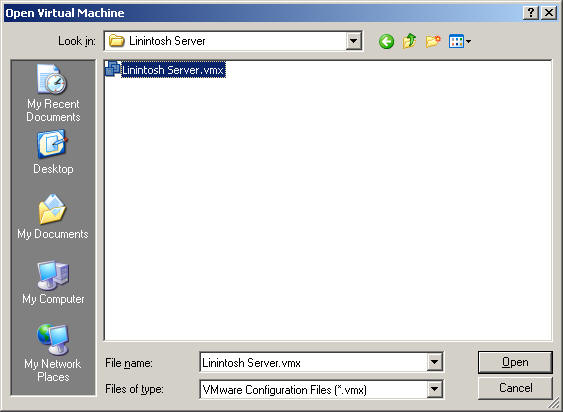 Open Virtual Machine
Look in: Linintosh Server
Linintosh Server.vmx
My Recent
Documents
Desktop
My Documents
My Computer
My Network
Places
File name: Linintosh Server.vmx Open
Files of type: VMware Configuration Files (*.vmx) Cancel